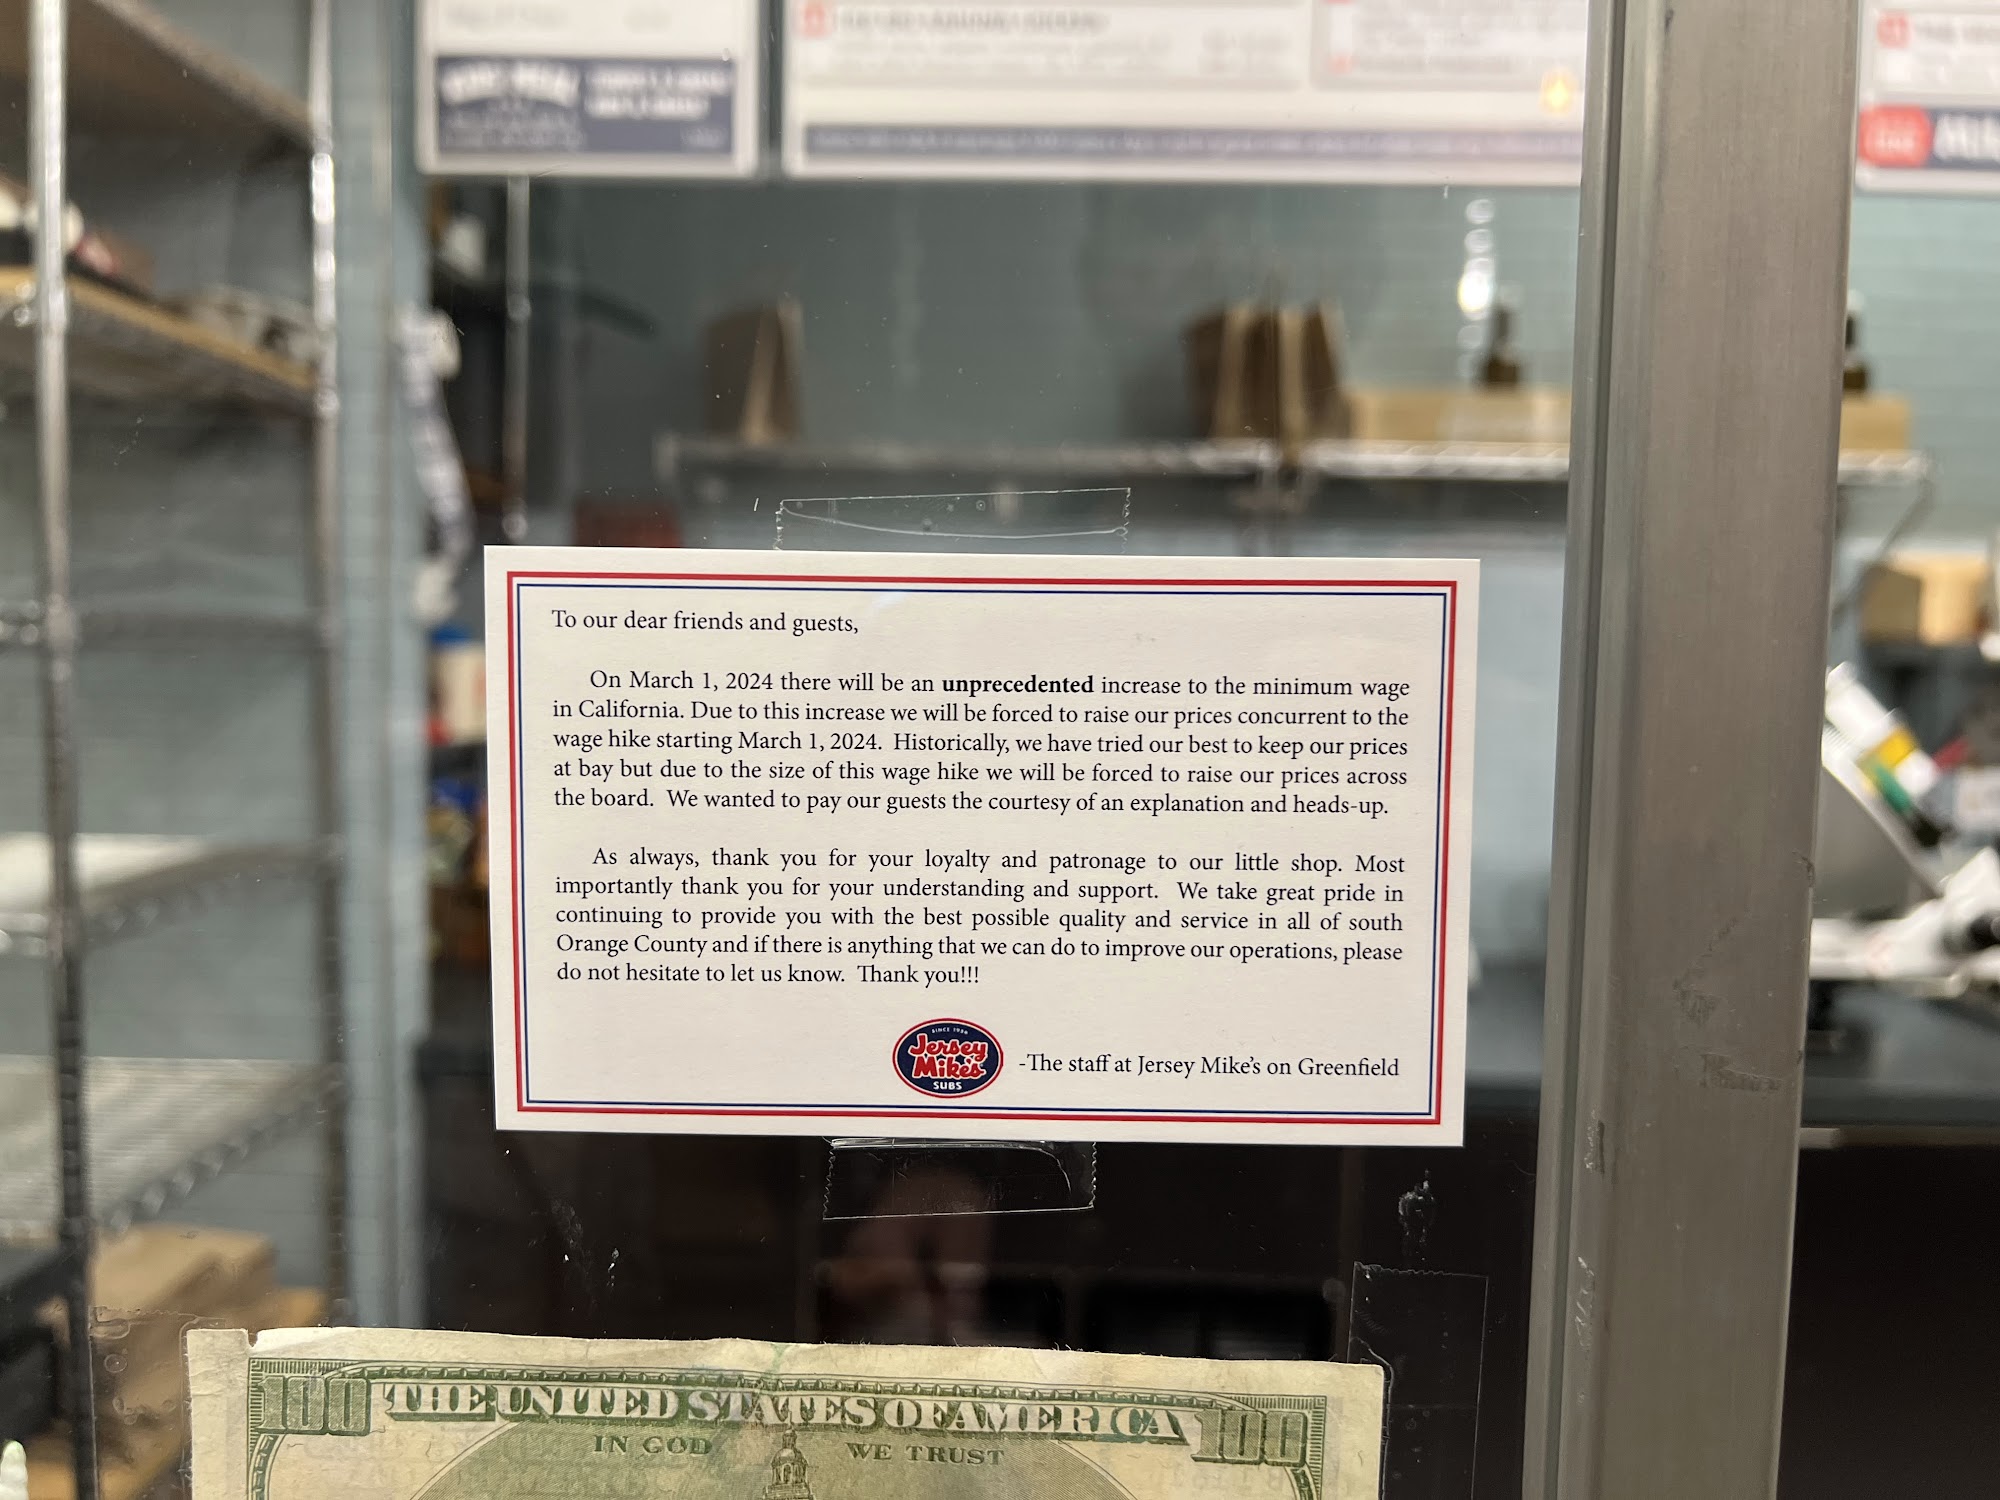 To our dear friends and guests,
On March 1, 2024 there will be an unprecedented increase to the minimum wage
in California. Due to this increase we will be forced to raise our prices concurrent to the
wage hike starting March 1, 2024.  Historically, we have tried our best to keep our prices
at bay but due to the size of this wage hike we will be forced to raise our prices across
the board.  We wanted to pay our guests the courtesy of an explanation and heads-up.
As always, thank you for your loyalty and patronage to our little shop. Most
importantly thank you for your understanding and support.  We take great pride in
continuing to provide you with the best possible quality and service in all of south
Orange County and if there is anything that we can do to improve our operations, please
do not hesitate to let us know.  Thank you!!!
SINCE 1956
Jersey
Mike's
SUBS
-The staff at Jersey Mike's on Greenfield
100 THE UNITED STATES OF AMERICA 100
IN GOD WE TRUST